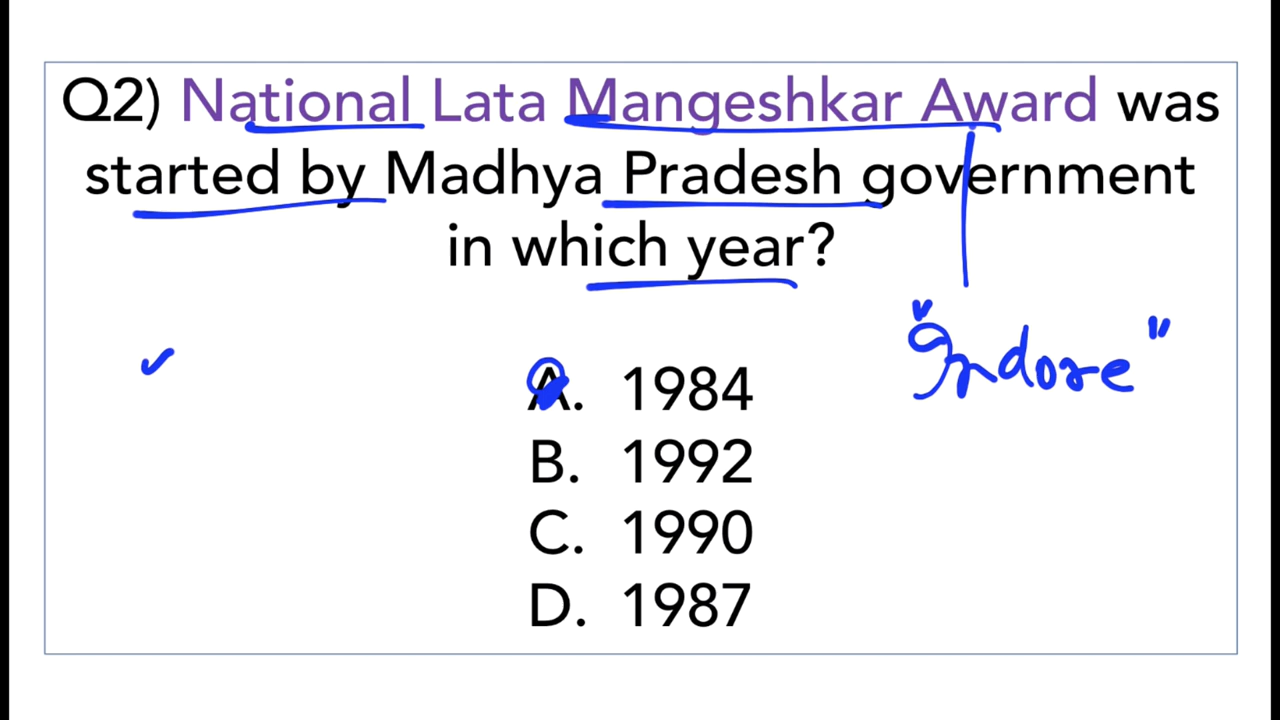 Q2) National Lata Mangeshkar Award was
started by Madhya Pradesh government
in which year?
"Indore"
A. 1984
B. 1992
C. 1990
D. 1987